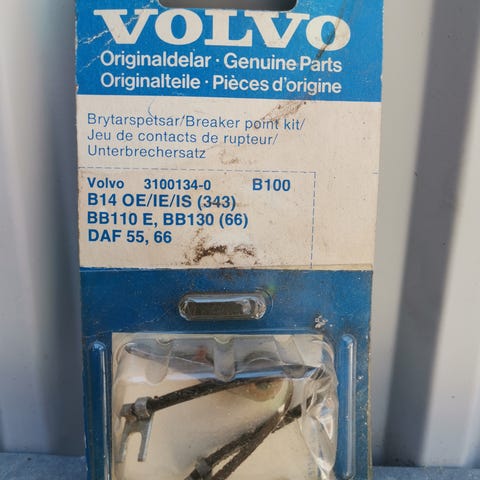 VOLVO
Originaldelar · Genuine Parts
Originalteile · Pièces d'origine
Brytarspetsar/Breaker point kit/
Jeu de contacts de rupteur/
Unterbrechersatz
Volvo 3100134-0 B100
B14 OE/IE/IS (343)
BB110 E, BB130 (66)
DAF 55, 66